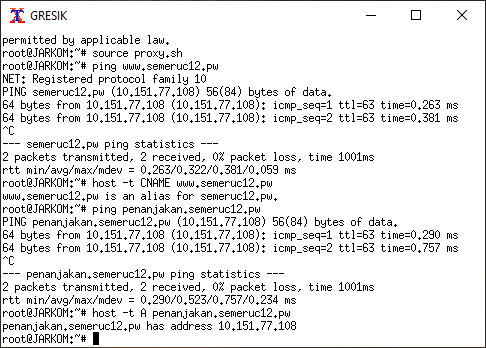 GRESIK
permitted by applicable law.
root@JARKOM:~# source proxy.sh
root@JARKOM:~# ping www.semeruc12.pw
NET: Registered protocol family 10
PING semeruc12.pw (10.151.77.108) 56(84) bytes of data.
64 bytes from 10.151.77.108 (10.151.77.108): icmp_seq=1 ttl=63 time=0.263 ms
64 bytes from 10.151.77.108 (10.151.77.108): icmp_seq=2 ttl=63 time=0.381 ms
^C
--- semeruc12.pw ping statistics ---
2 packets transmitted, 2 received, 0% packet loss, time 1001ms
rtt min/avg/max/mdev = 0.263/0.322/0.381/0.059 ms
root@JARKOM:~# host -t CNAME www.semeruc12.pw
www.semeruc12.pw is an alias for semeruc12.pw.
root@JARKOM:~# ping penanjakan.semeruc12.pw
PING penanjakan.semeruc12.pw (10.151.77.108) 56(84) bytes of data.
64 bytes from 10.151.77.108 (10.151.77.108): icmp_seq=1 ttl=63 time=0.290 ms
64 bytes from 10.151.77.108 (10.151.77.108): icmp_seq=2 ttl=63 time=0.757 ms
^C
--- penanjakan.semeruc12.pw ping statistics ---
2 packets transmitted, 2 received, 0% packet loss, time 1001ms
rtt min/avg/max/mdev = 0.290/0.523/0.757/0.234 ms
root@JARKOM:~# host -t A penanjakan.semeruc12.pw
penanjakan.semeruc12.pw has address 10.151.77.108
root@JARKOM:~#